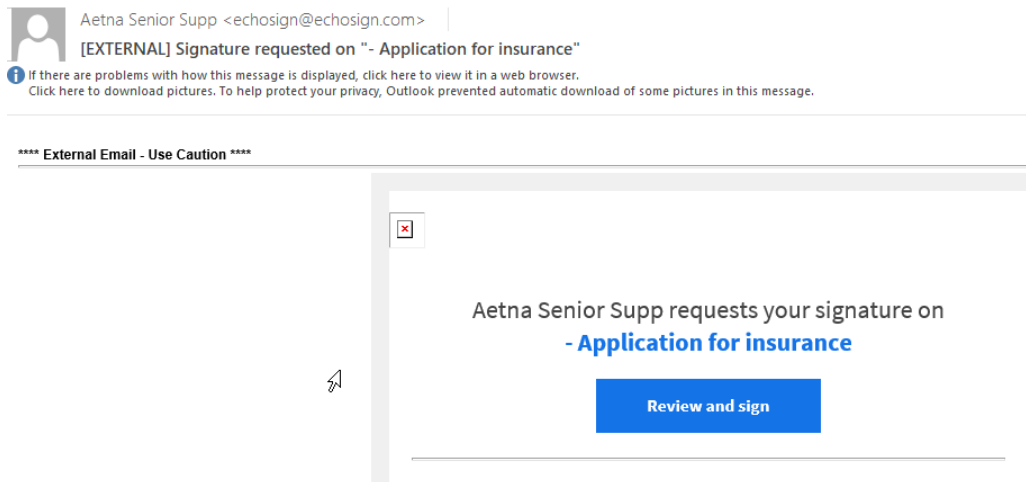 Aetna Senior Supp <echosign@echosign.com>
[EXTERNAL] Signature requested on "- Application for insurance"
If there are problems with how this message is displayed, click here to view it in a web browser.
Click here to download pictures. To help protect your privacy, Outlook prevented automatic download of some pictures in this message.
**** External Email - Use Caution ****
Aetna Senior Supp requests your signature on
- Application for insurance
Review and sign